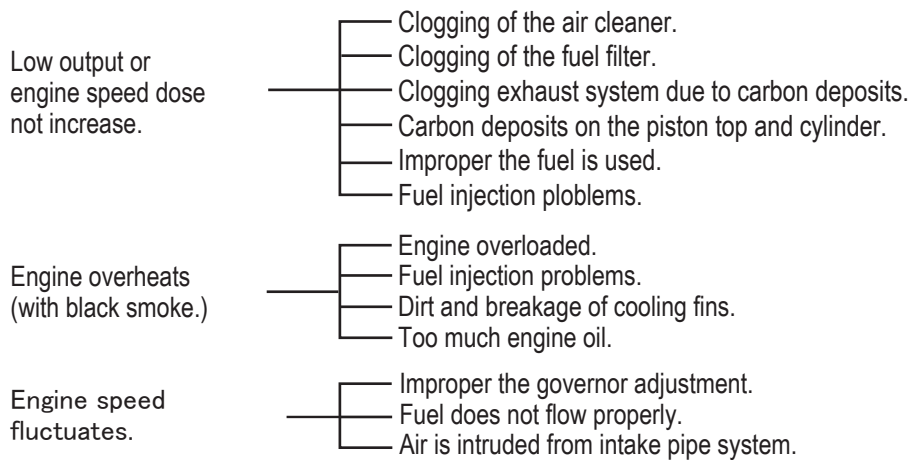 Low output or
engine speed dose
not increase.
Clogging of the air cleaner.
Clogging of the fuel filter.
Clogging exhaust system due to carbon deposits.
Carbon deposits on the piston top and cylinder.
Improper the fuel is used.
Fuel injection ploblems.
Engine overheats
(with black smoke.)
Engine overloaded.
Fuel injection problems.
Dirt and breakage of cooling fins.
Too much engine oil.
Engine speed
fluctuates.
Improper the governor adjustment.
Fuel does not flow properly.
Air is intruded from intake pipe system.